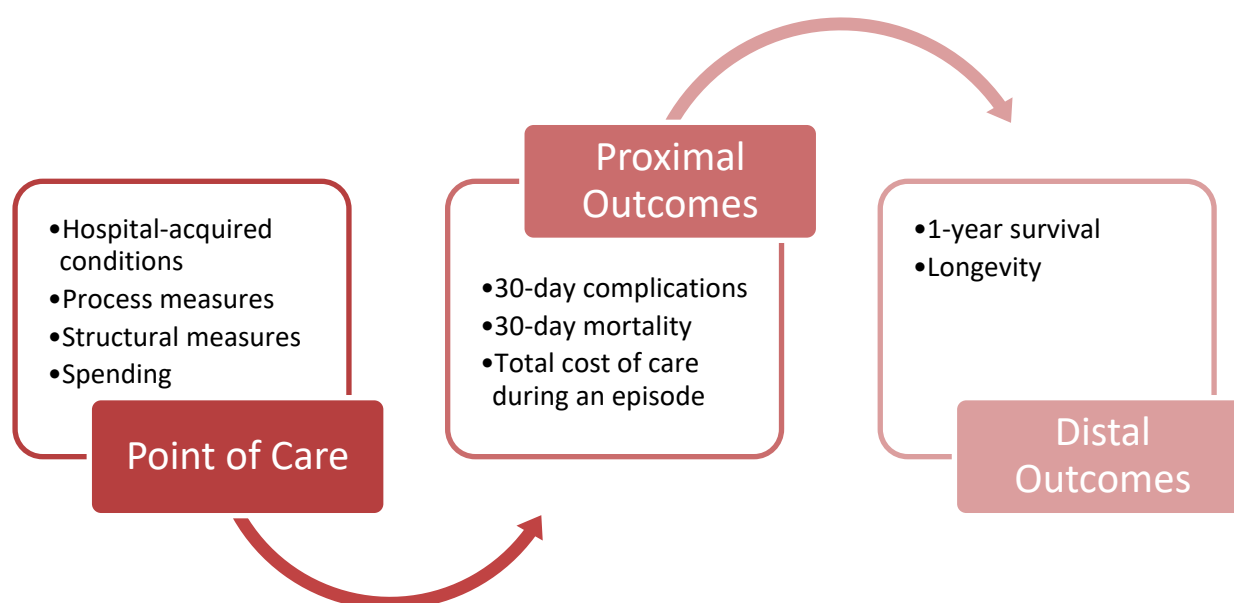 •Hospital-acquired
conditions
•Process measures
•Structural measures
•Spending
Point of Care
Proximal
Outcomes
•30-day complications
•30-day mortality
•Total cost of care
during an episode
•1-year survival
•Longevity
Distal
Outcomes